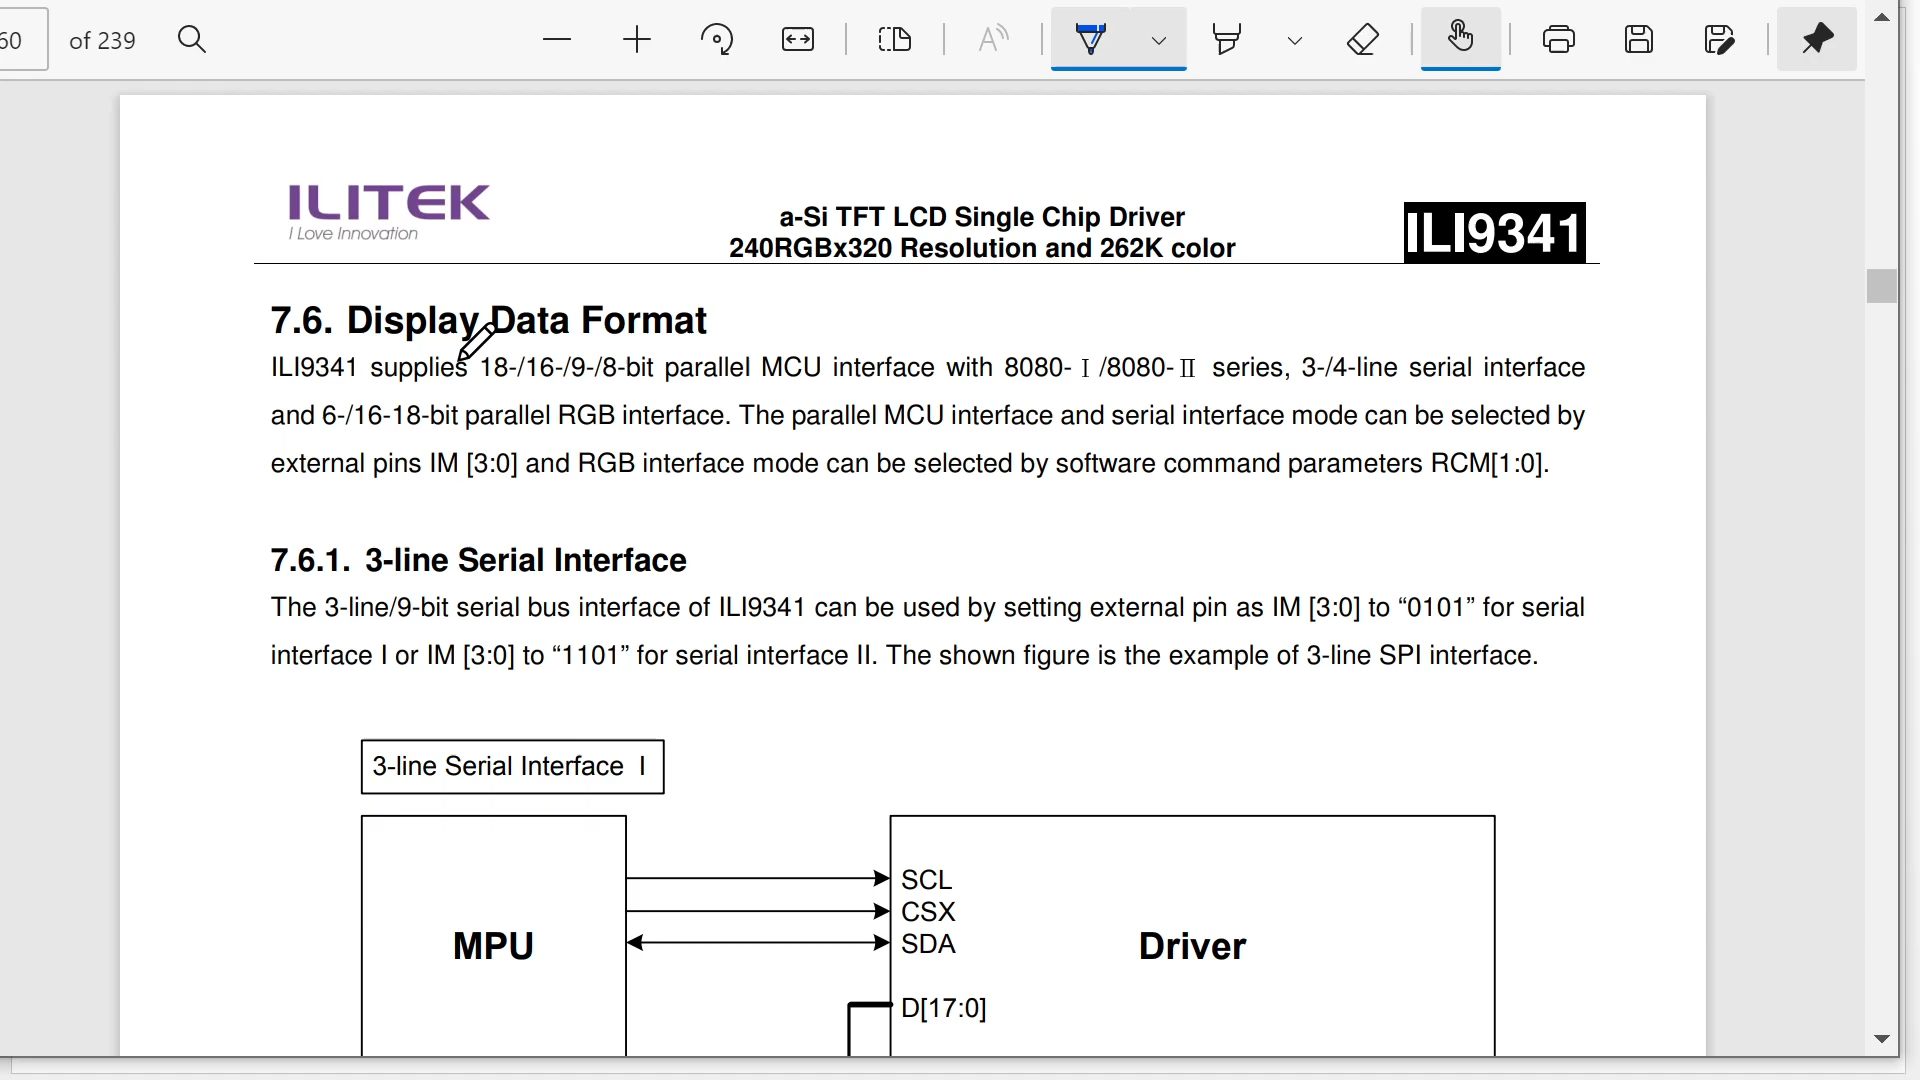 60 of 239
ILITEK
I Love Innovation
a-Si TFT LCD Single Chip Driver
240RGBx320 Resolution and 262K color
ILI9341
7.6. Display Data Format
ILI9341 supplies 18-/16-/9-/8-bit parallel MCU interface with 8080-Ⅰ/8080-Ⅱ series, 3-/4-line serial interface
and 6-/16-18-bit parallel RGB interface. The parallel MCU interface and serial interface mode can be selected by
external pins IM [3:0] and RGB interface mode can be selected by software command parameters RCM[1:0].
7.6.1. 3-line Serial Interface
The 3-line/9-bit serial bus interface of ILI9341 can be used by setting external pin as IM [3:0] to “0101” for serial
interface I or IM [3:0] to “1101” for serial interface II. The shown figure is the example of 3-line SPI interface.
3-line Serial Interface I
SCL
CSX
MPU
SDA
Driver
D[17:0]